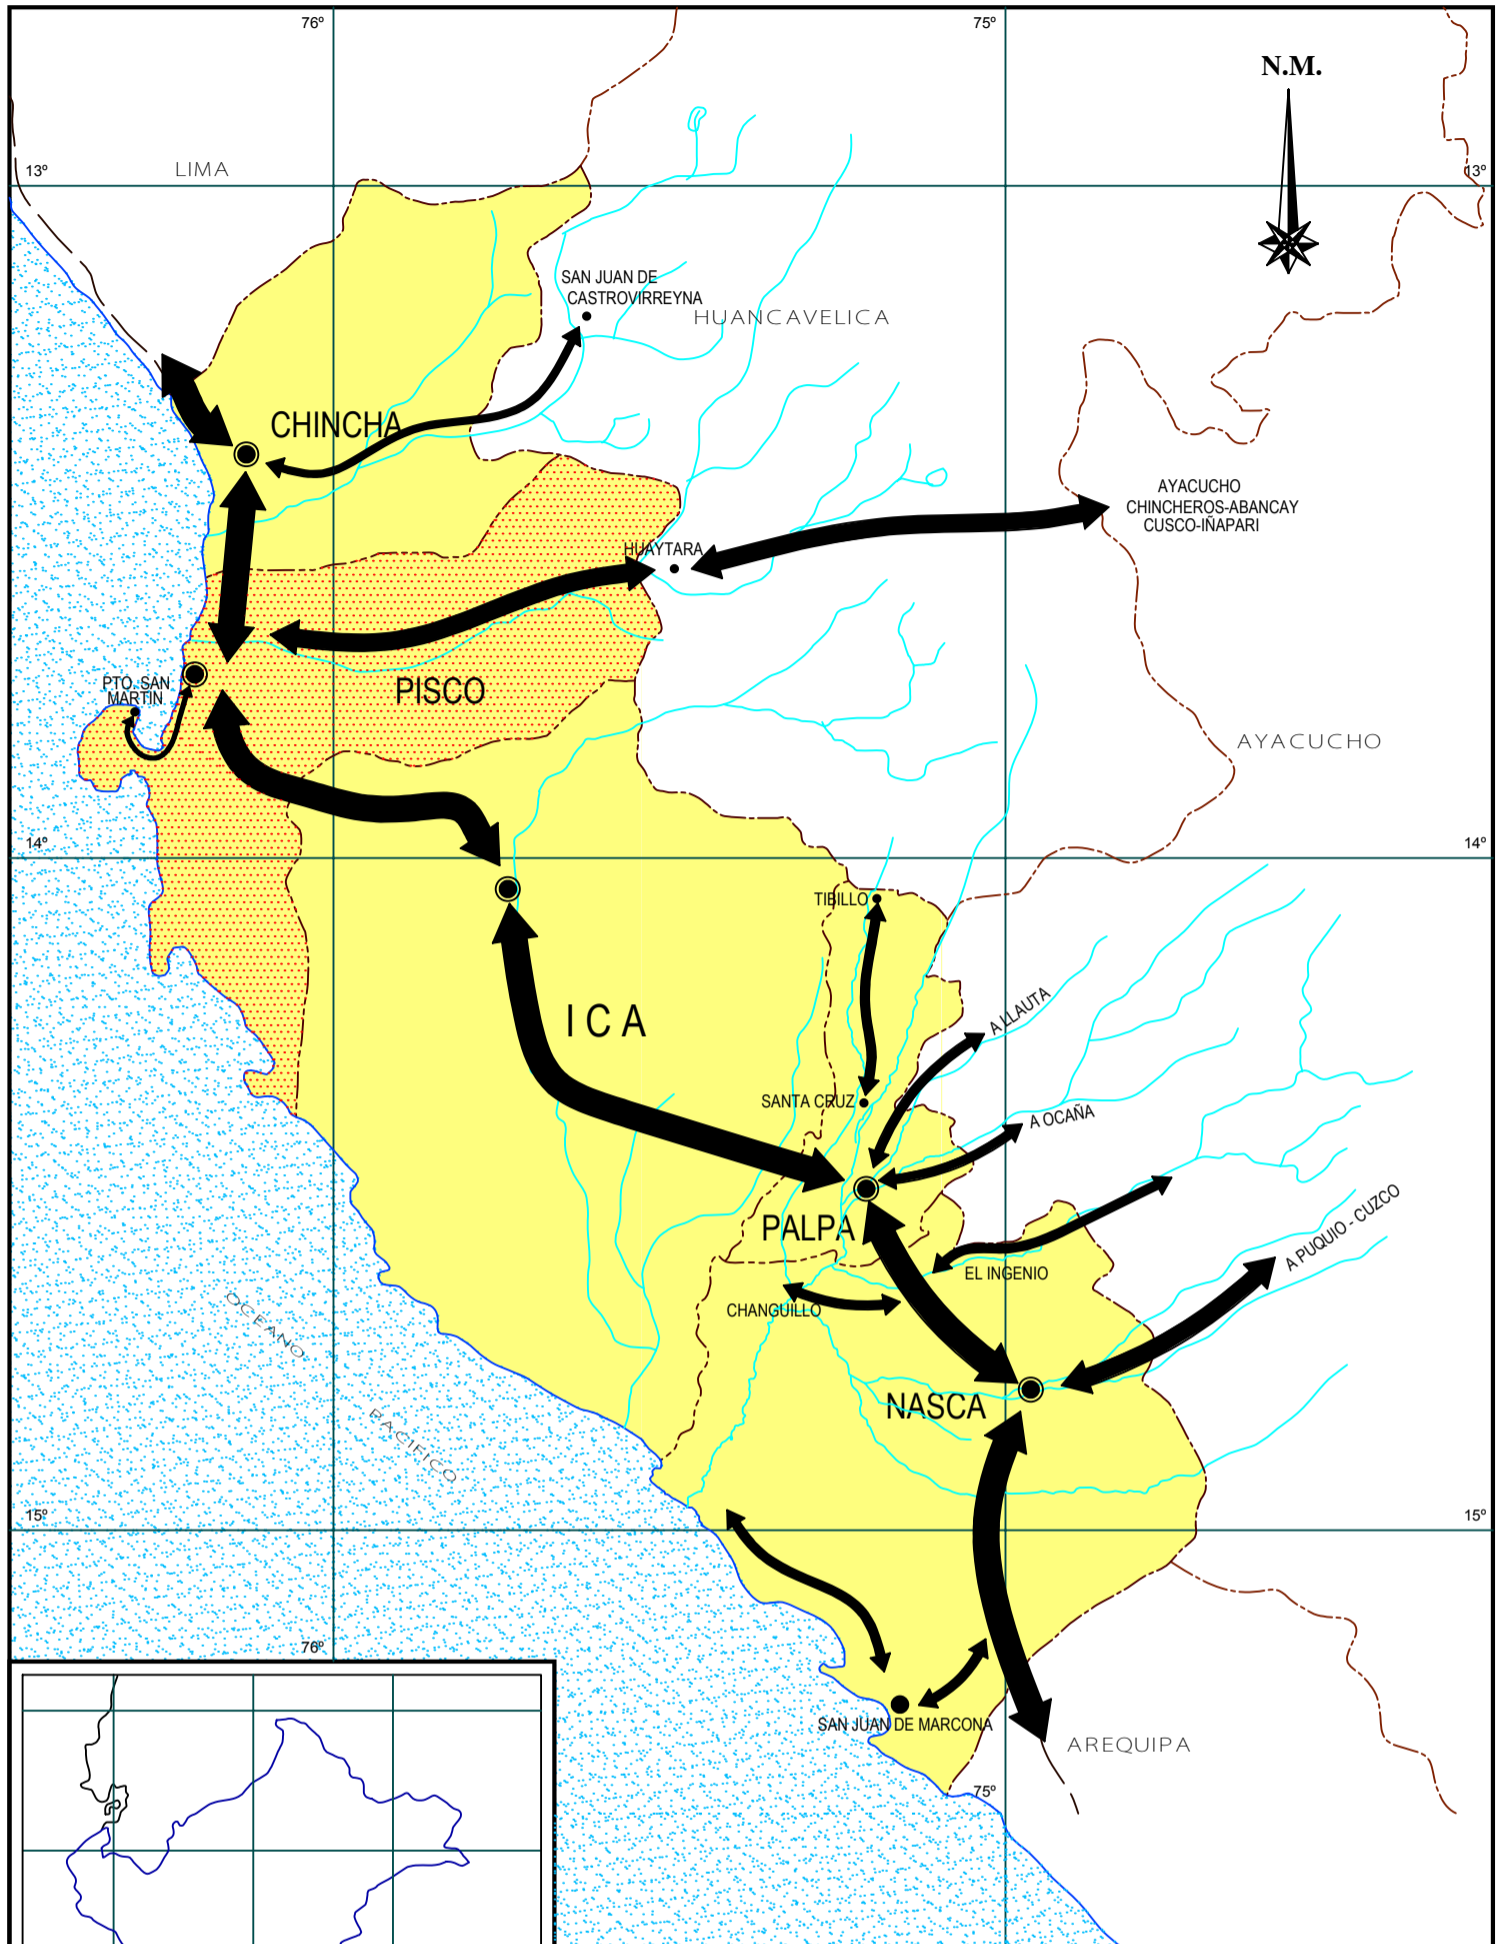 76º
75º
N.M.
13º
LIMA
13º
SAN JUAN DE
CASTROVIRREYNA
HUANCAVELICA
CHINCHA
AYACUCHO
CHINCHEROS-ABANCAY
CUSCO-IÑAPARI
HUAYTARA
PTO. SAN
MARTIN
PISCO
AYACUCHO
14º
14º
TIBILLO
I C A
A LLAUTA
SANTA CRUZ
A OCAÑA
PALPA
A PUQUIO - CUZCO
EL INGENIO
CHANGUILLO
OCEANO
NASCA
PACIFICO
15º
15º
76º
SAN JUAN DE MARCONA
AREQUIPA
75º